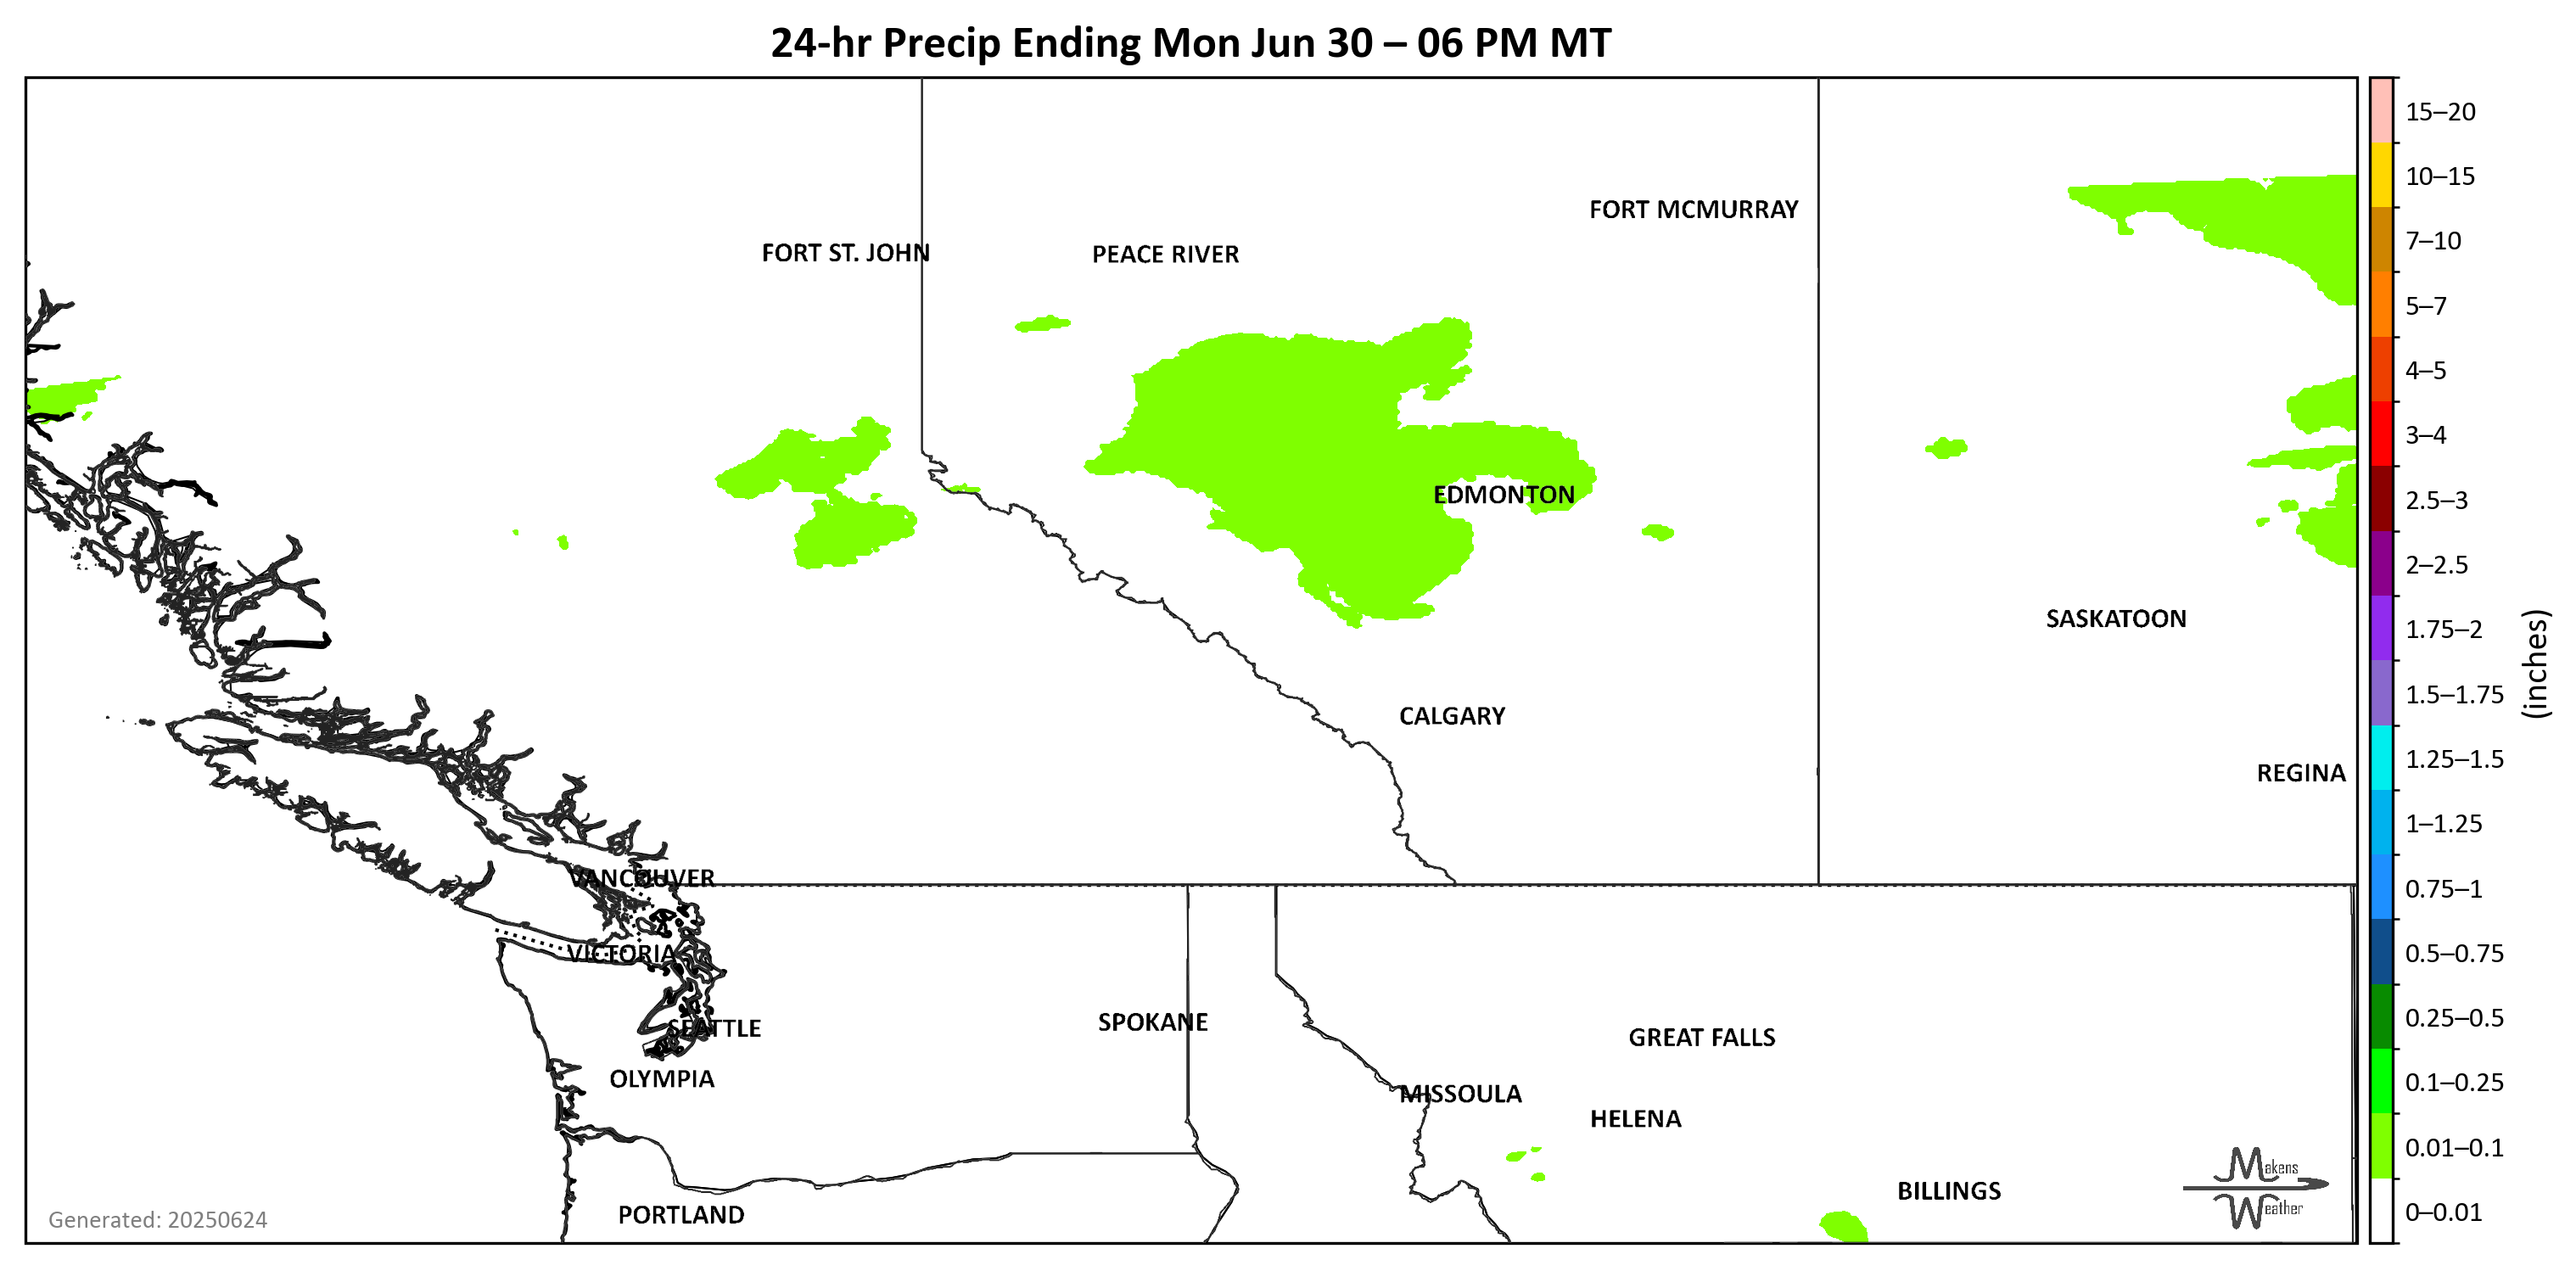 24-hr Precip Ending Mon Jun 30 – 06 PM MT
FORT MCMURRAY
FORT ST. JOHN
PEACE RIVER
EDMONTON
SASKATOON
CALGARY
REGINA
VANCOUVER
VICTORIA
SPOKANE
SEATTLE
GREAT FALLS
OLYMPIA
MISSOULA
HELENA
BILLINGS
PORTLAND
Generated: 20250624
Makens
Weather
15–20
10–15
7–10
5–7
4–5
3–4
2.5–3
2–2.5
1.75–2
1.5–1.75
1.25–1.5
1–1.25
0.75–1
0.5–0.75
0.25–0.5
0.1–0.25
0.01–0.1
0–0.01
(inches)